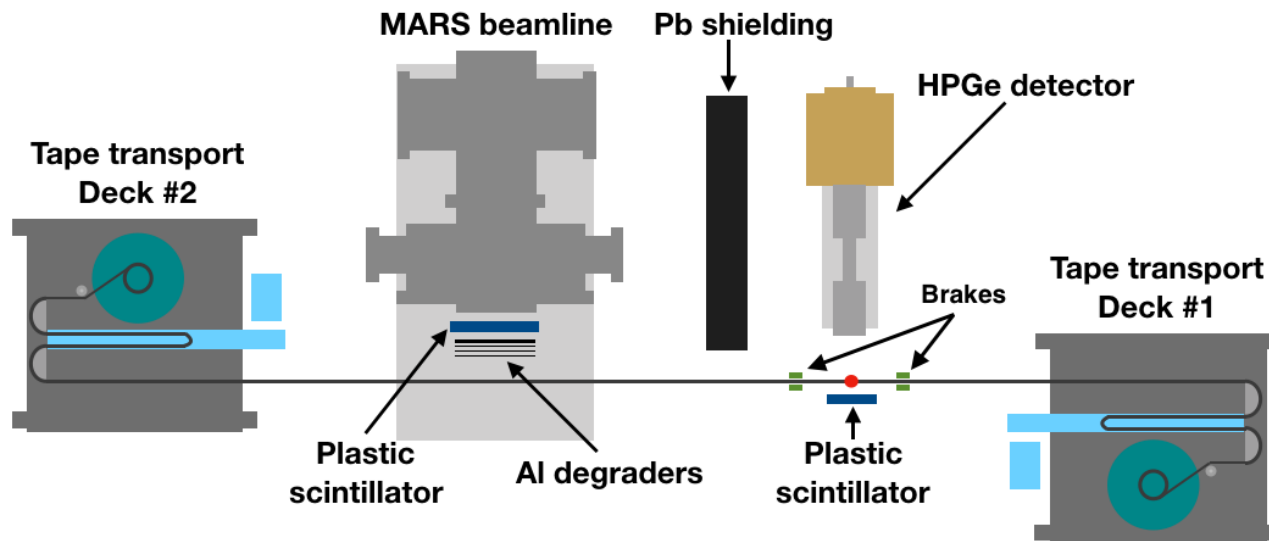 MARS beamline
Pb shielding
HPGe detector
Tape transport
Deck #2
Tape transport
Deck #1
Brakes
Plastic
scintillator
Al degraders
Plastic
scintillator